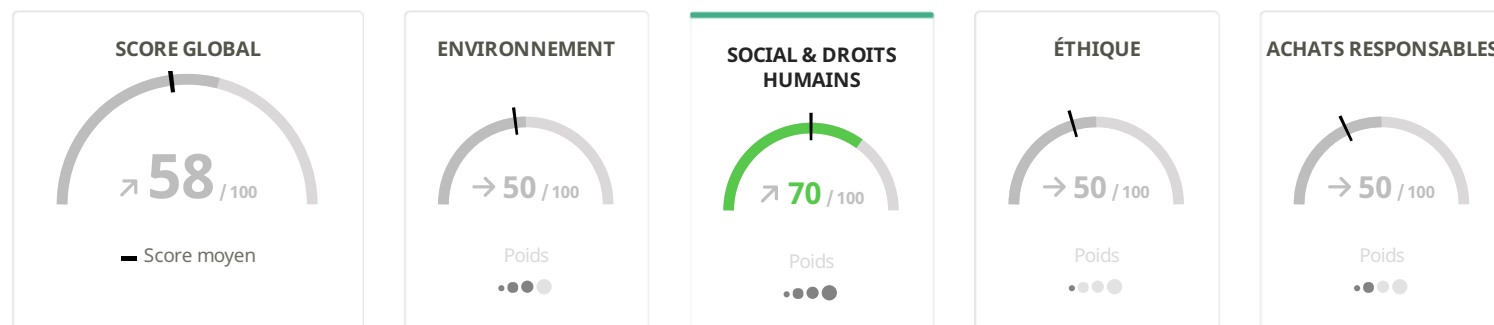 SCORE GLOBAL
58 / 100
Score moyen
ENVIRONNEMENT
50 / 100
Poids
SOCIAL & DROITS
HUMAINS
70 / 100
Poids
ÉTHIQUE
50 / 100
Poids
ACHATS RESPONSABLES
50 / 100
Poids